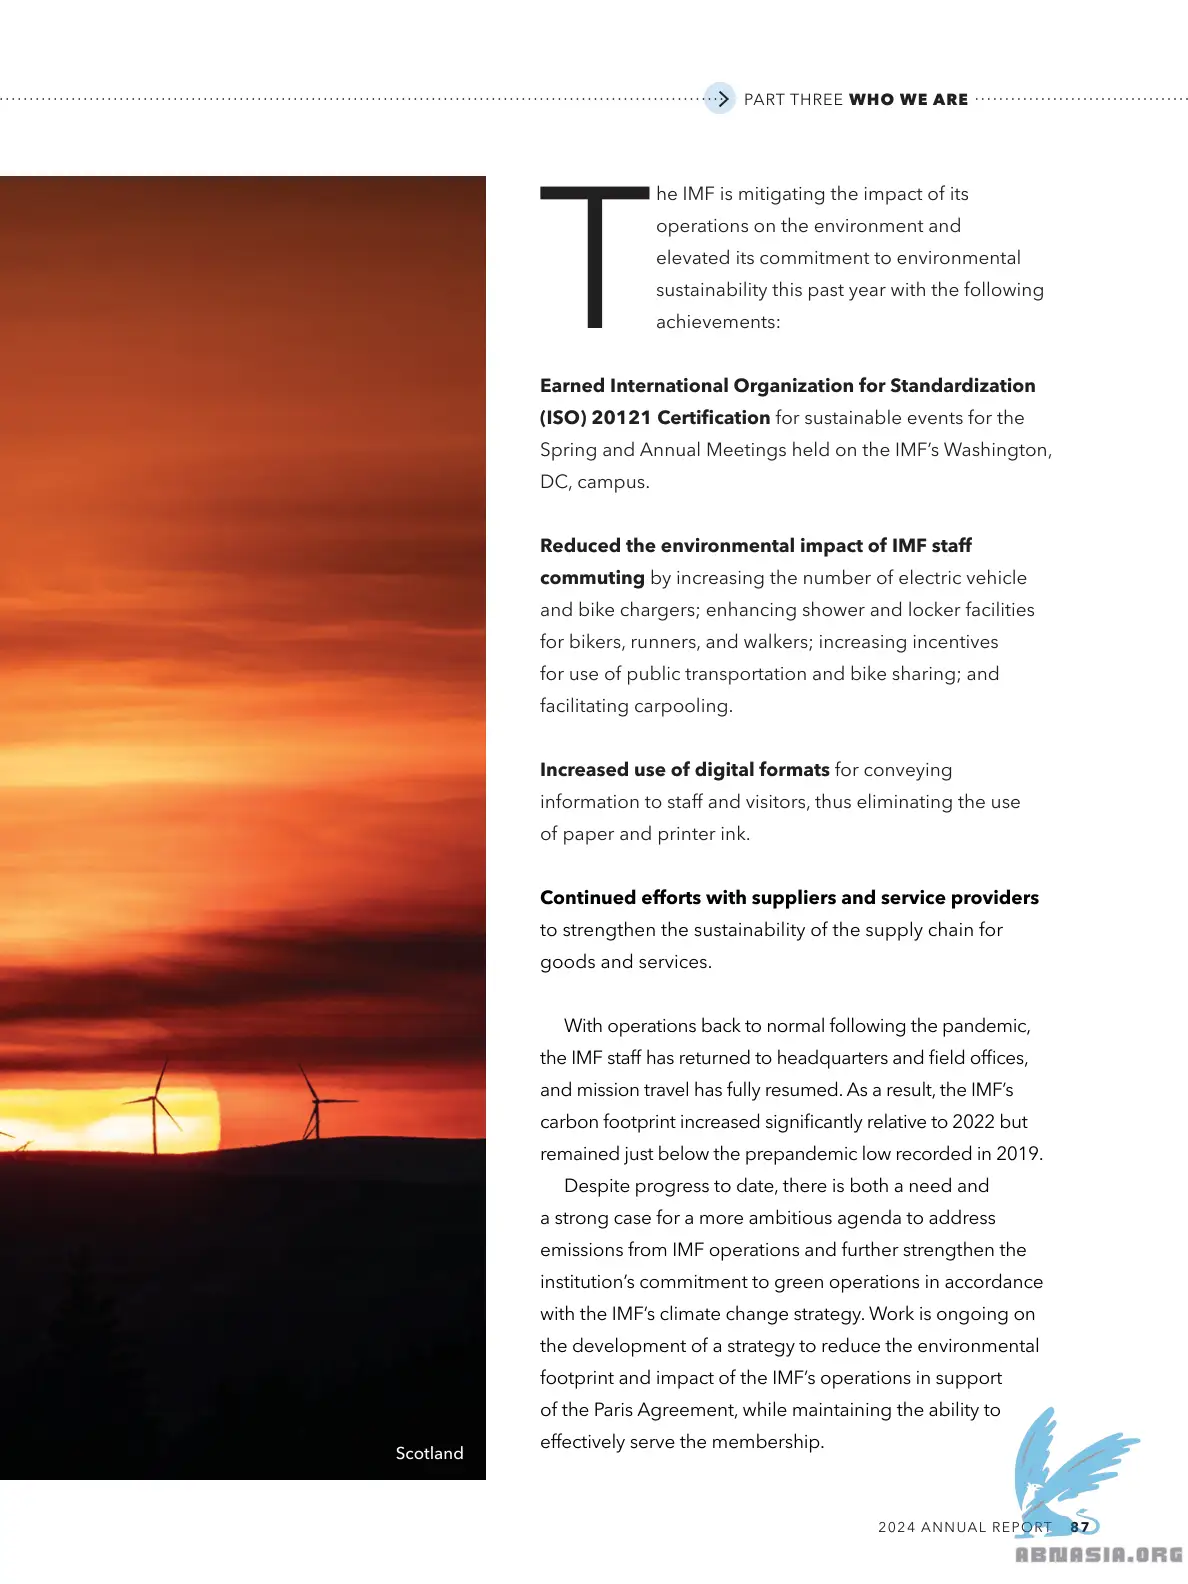 PART THREE WHO WE ARE
The IMF is mitigating the impact of its
operations on the environment and
elevated its commitment to environmental
sustainability this past year with the following
achievements:
Earned International Organization for Standardization
(ISO) 20121 Certification for sustainable events for the
Spring and Annual Meetings held on the IMF’s Washington,
DC, campus.
Reduced the environmental impact of IMF staff
commuting by increasing the number of electric vehicle
and bike chargers; enhancing shower and locker facilities
for bikers, runners, and walkers; increasing incentives
for use of public transportation and bike sharing; and
facilitating carpooling.
Increased use of digital formats for conveying
information to staff and visitors, thus eliminating the use
of paper and printer ink.
Continued efforts with suppliers and service providers
to strengthen the sustainability of the supply chain for
goods and services.
With operations back to normal following the pandemic,
the IMF staff has returned to headquarters and field offices,
and mission travel has fully resumed. As a result, the IMF’s
carbon footprint increased significantly relative to 2022 but
remained just below the prepandemic low recorded in 2019.
Despite progress to date, there is both a need and
a strong case for a more ambitious agenda to address
emissions from IMF operations and further strengthen the
institution’s commitment to green operations in accordance
with the IMF’s climate change strategy. Work is ongoing on
the development of a strategy to reduce the environmental
footprint and impact of the IMF’s operations in support
of the Paris Agreement, while maintaining the ability to
effectively serve the membership.
Scotland
2024 ANNUAL REPORT 87
ABNASIA.ORG